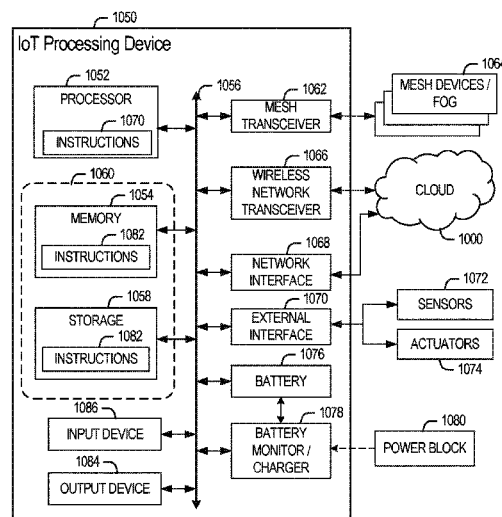 1050
IoT Processing Device
1052
PROCESSOR
1070
INSTRUCTIONS
1056
1062
MESH
TRANSCEIVER
1064
MESH DEVICES /
FOG
1060
1054
MEMORY
1082
INSTRUCTIONS
1066
WIRELESS
NETWORK
TRANSCEIVER
CLOUD
1000
1068
NETWORK
INTERFACE
1058
STORAGE
1082
INSTRUCTIONS
1070
EXTERNAL
INTERFACE
1072
SENSORS
ACTUATORS
1074
1076
BATTERY
1086
INPUT DEVICE
1078
BATTERY
MONITOR /
CHARGER
1080
POWER BLOCK
1084
OUTPUT DEVICE